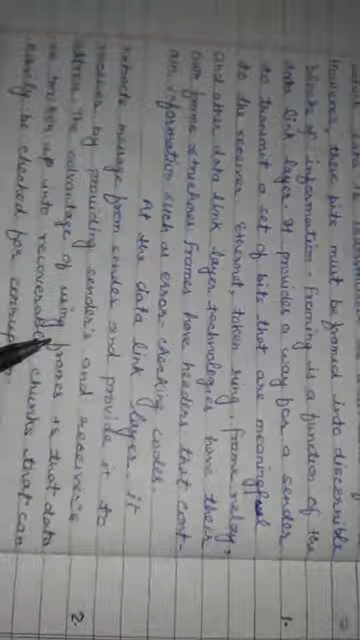 However, these bits must be framed into discernible
blocks of information. Framing is a function of the
data link layer. It provides a way for a sender
1.
to transmit a set of bits that are meaningful
to the receiver. Ethernet, token ring, frame relay,
and other data link layer technologies have their
own frame structures. Frames have headers that cont-
ain information such as error-checking codes.
At the data link layer, it
extracts message from sender and provide it to
receiver by providing sender's and receiver's
The advantage of using frames is that data
2.
is broken up into recoverable chunks that can
easily be checked for